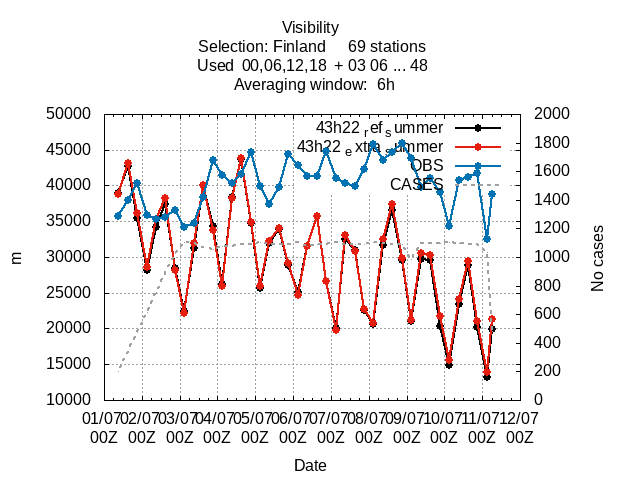 Visibility
Selection: Finland 69 stations
Used 00,06,12,18 + 03 06 ... 48
Averaging window: 6h
50000
45000
40000
35000
30000
25000
20000
15000
10000
m
2000
1800
1600
1400
1200
1000
800
600
400
200
0
No cases
43h22 ref summer
43h22 extra summer
OBS
CASES
01/07 02/07 03/07 04/07 05/07 06/07 07/07 08/07 09/07 10/07 11/07 12/07
00Z 00Z 00Z 00Z 00Z 00Z 00Z 00Z 00Z 00Z 00Z 00Z
Date